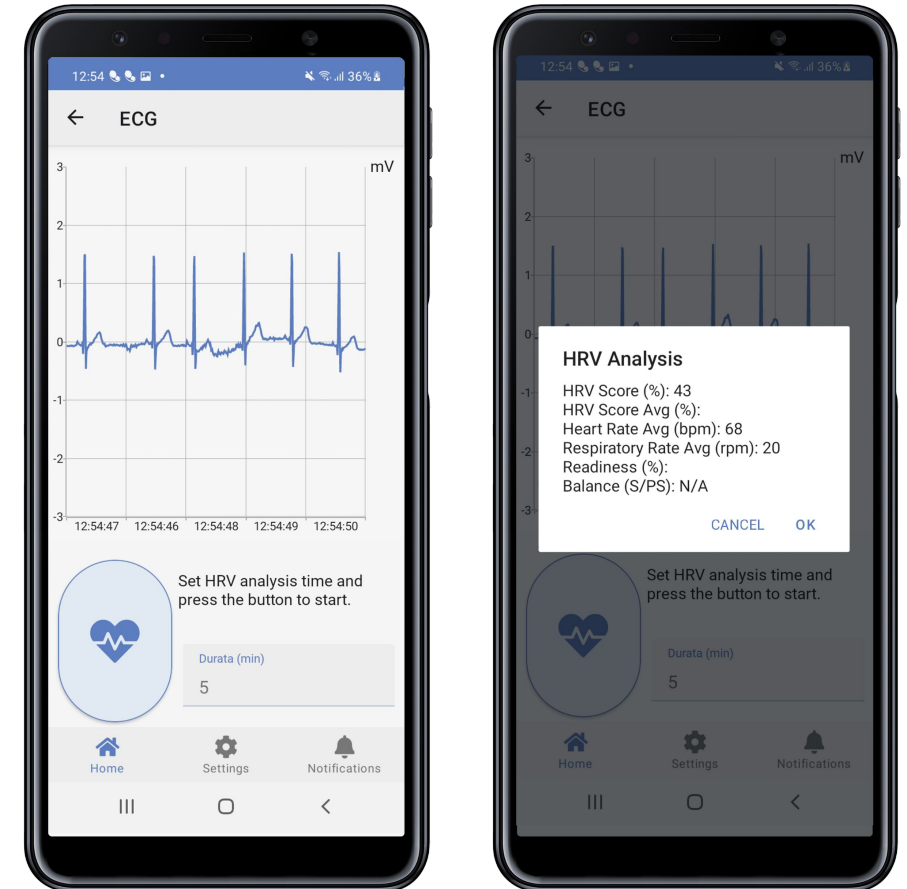 12:54
36%
ECG
mV
3
2
1
0
-1
-2
-3
12:54:47 12:54:46 12:54:48 12:54:49 12:54:50
Set HRV analysis time and
press the button to start.
Durata (min)
5
Home Settings Notifications
12:54
36%
ECG
mV
3
2
1
0
-1
-2
-3
HRV Analysis
HRV Score (%): 43
HRV Score Avg (%):
Heart Rate Avg (bpm): 68
Respiratory Rate Avg (rpm): 20
Readiness (%):
Balance (S/PS): N/A
CANCEL OK
Set HRV analysis time and
press the button to start.
Durata (min)
5
Home Settings Notifications